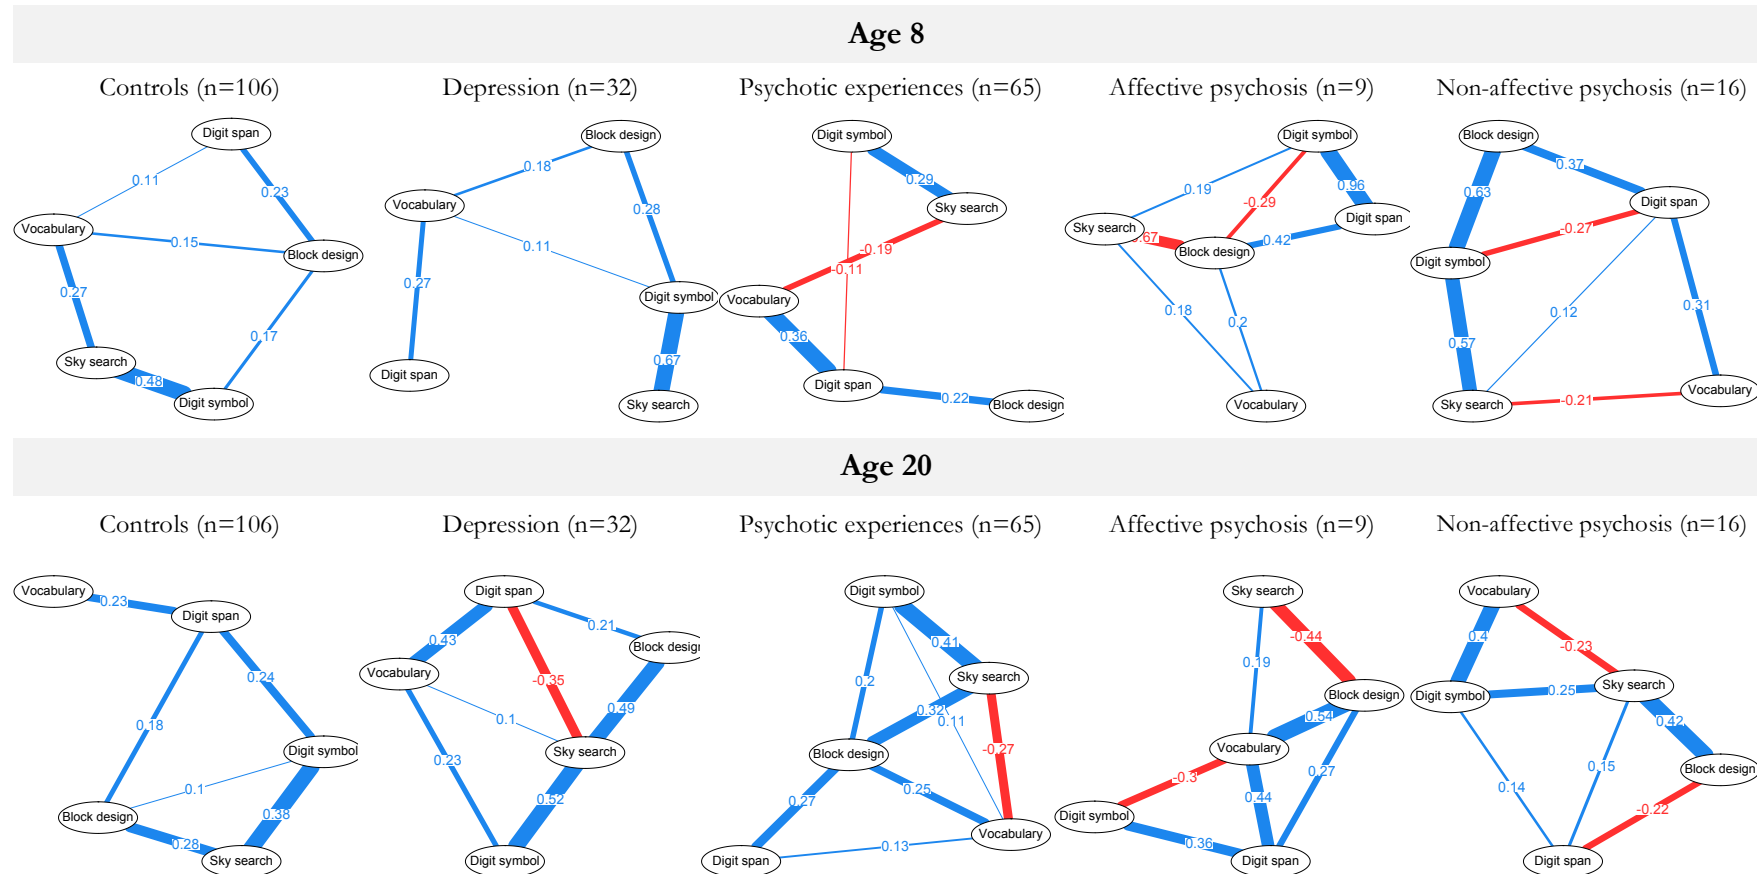 Age 8
Controls (n=106)
Depression (n=32)
Psychotic experiences (n=65)
Affective psychosis (n=9)
Non-affective psychosis (n=16)
Digit span
0.11
0.23
Vocabulary
0.15
Block design
0.27
0.17
Sky search
0.48
Digit symbol
Block design
0.18
Vocabulary
0.28
0.11
0.27
Digit symbol
Digit span
0.67
Sky search
Digit symbol
0.29
Sky search
-0.19
-0.11
Vocabulary
0.36
Digit span
0.22
Block design
Digit symbol
0.19
0.96
-0.29
Digit span
Sky search
.67
0.42
Block design
0.18
0.2
Vocabulary
Block design
0.37
0.63
Digit span
-0.27
Digit symbol
0.12
0.31
0.57
Vocabulary
Sky search
-0.21
Age 20
Controls (n=106)
Depression (n=32)
Psychotic experiences (n=65)
Affective psychosis (n=9)
Non-affective psychosis (n=16)
Vocabulary
0.23
Digit span
0.24
0.18
Digit symbol
0.1
Block design
0.38
0.28
Sky search
Digit span
0.21
0.43
Block design
Vocabulary
-0.35
0.49
0.1
Sky search
0.23
0.52
Digit symbol
Digit symbol
0.41
Sky search
0.2
0.32
0.11
Block design
-0.27
0.25
0.27
Vocabulary
0.13
Digit span
Sky search
-0.44
0.19
Block design
0.54
Vocabulary
0.27
-0.3
0.44
Digit symbol
0.36
Digit span
Vocabulary
0.4
-0.23
Sky search
0.25
Digit symbol
0.42
0.15
Block design
0.14
-0.22
Digit span